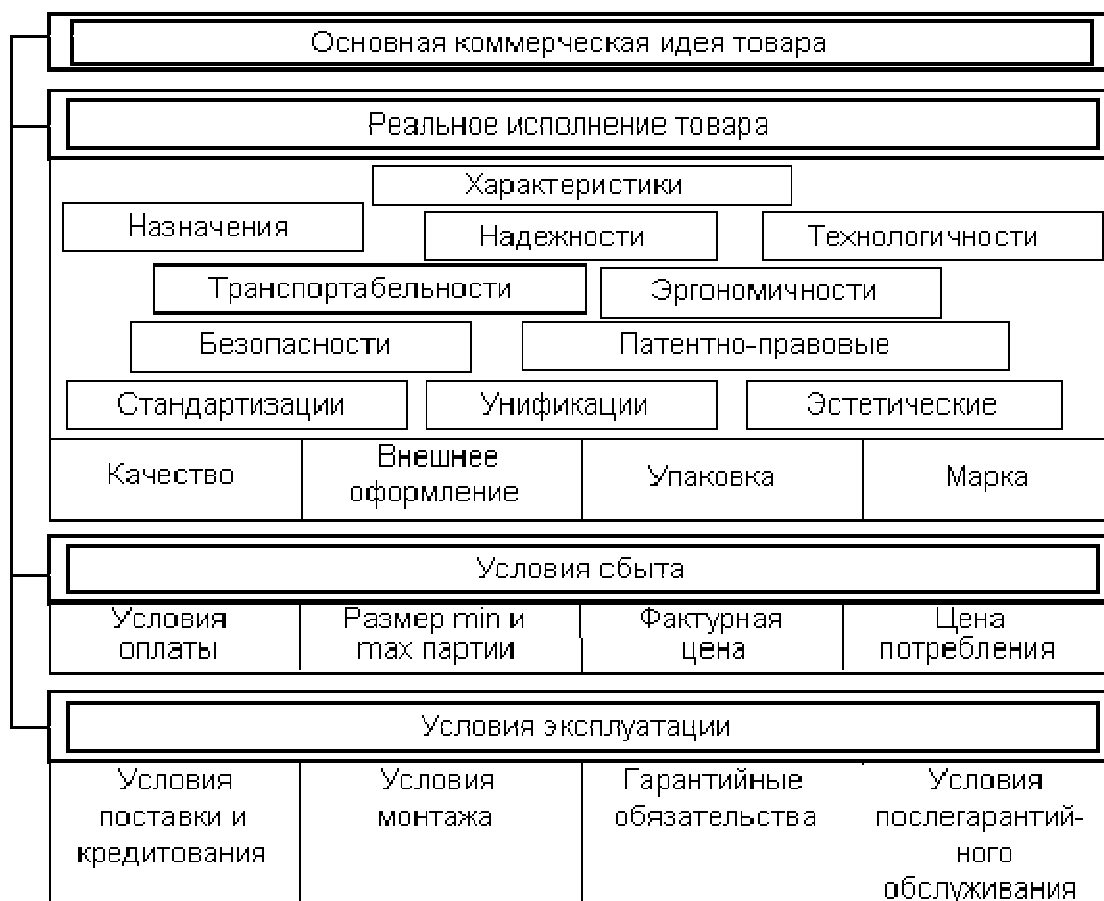 Основная коммерческая идея товара
Реальное исполнение товара
Характеристики
Назначения
Надежности
Технологичности
Транспортабельности
Эргономичности
Безопасности
Патентно-правовые
Стандартизации
Унификации
Эстетические
Качество
Внешнее
оформление
Упаковка
Марка
Условия сбыта
Условия
оплаты
Размер min и
max партии
Фактурная
цена
Цена
потребления
Условия эксплуатации
Условия
поставки и
кредитования
Условия
монтажа
Гарантийные
обязательства
Условия
послегарантий-
ного
обслуживания